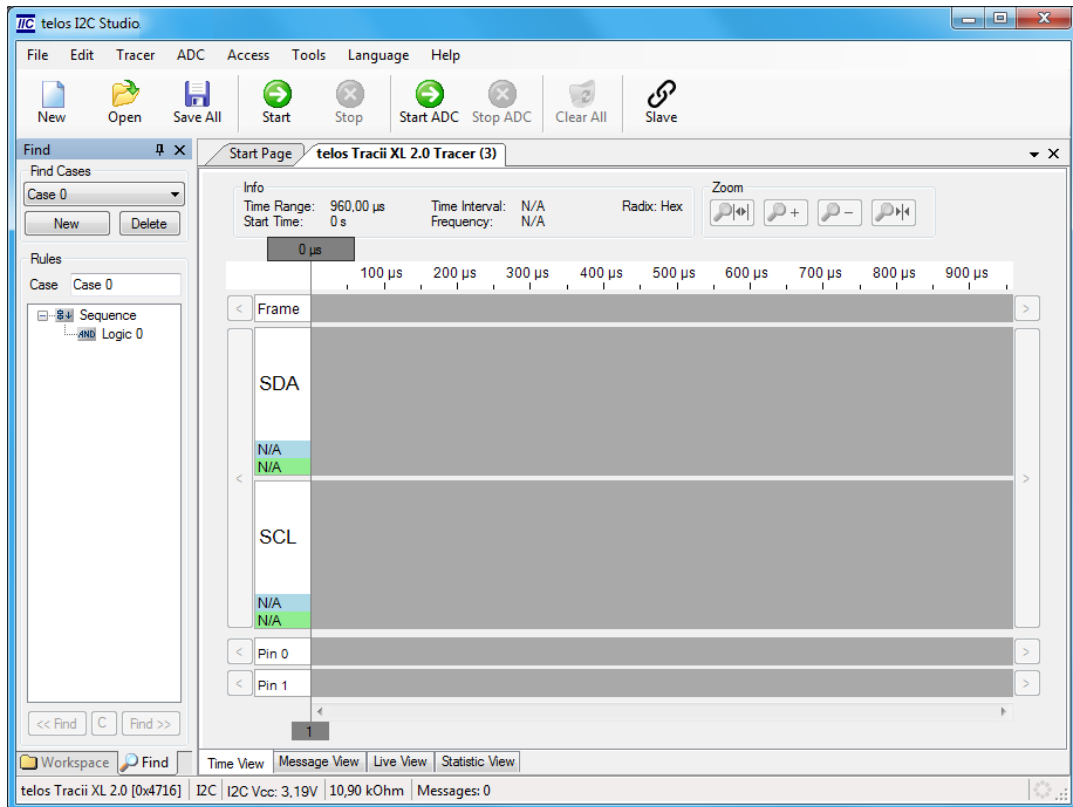 IIC telos I2C Studio
File Edit Tracer ADC Access Tools Language Help
New Open Save All Start Stop Start ADC Stop ADC Clear All Slave
Find
Find Cases
Case 0
New Delete
Rules
Case Case 0
Sequence
AND Logic 0
<< Find C Find >>
Workspace Find
Start Page telos Tracii XL 2.0 Tracer (3)
Info
Time Range: 960,00 µs Time Interval: N/A Radix: Hex
Start Time: 0 s Frequency: N/A
Zoom
0 µs
100 µs 200 µs 300 µs 400 µs 500 µs 600 µs 700 µs 800 µs 900 µs
< Frame >
SDA
N/A
N/A
< >
SCL
N/A
N/A
< Pin 0 >
< Pin 1 >
1
Time View Message View Live View Statistic View
telos Tracii XL 2.0 [0x4716] I2C I2C Vcc: 3,19V 10,90 kOhm Messages: 0